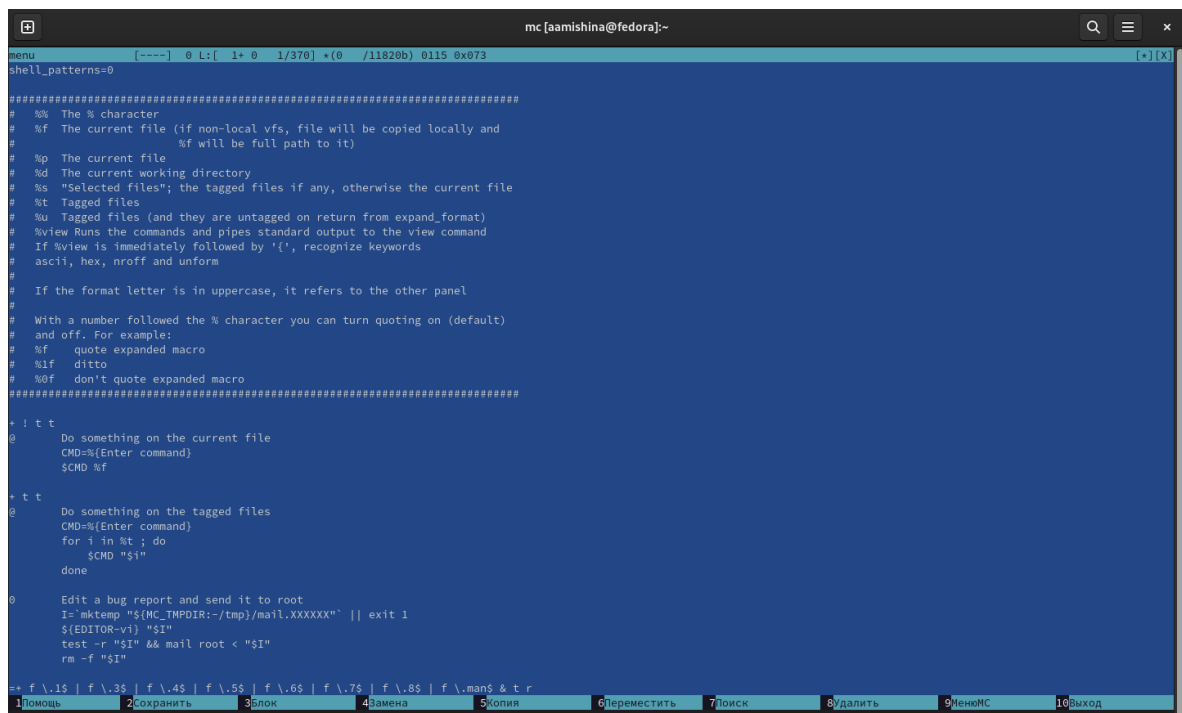 mc [aamishina@fedora]:~
menu [----] 0 L:[ 1+ 0 1/370] *(0 /11820b) 0115 0x073 [*][X]
shell_patterns=0
##############################################################################
# %% The % character
# %f The current file (if non-local vfs, file will be copied locally and
# %f will be full path to it)
# %p The current file
# %d The current working directory
# %s "Selected files"; the tagged files if any, otherwise the current file
# %t Tagged files
# %u Tagged files (and they are untagged on return from expand_format)
# %view Runs the commands and pipes standard output to the view command
# If %view is immediately followed by '{', recognize keywords
# ascii, hex, nroff and unform
#
# If the format letter is in uppercase, it refers to the other panel
#
# With a number followed the % character you can turn quoting on (default)
# and off. For example:
# %f quote expanded macro
# %1f ditto
# %0f don't quote expanded macro
##############################################################################
+ ! t t
@ Do something on the current file
CMD=%{Enter command}
$CMD %f
+ t t
@ Do something on the tagged files
CMD=%{Enter command}
for i in %t ; do
$CMD "$i"
done
0 Edit a bug report and send it to root
I=`mktemp "${MC_TMPDIR:-/tmp}/mail.XXXXXX"` || exit 1
${EDITOR-vi} "$I"
test -r "$I" && mail root < "$I"
rm -f "$I"
=+ f \.1$ | f \.3$ | f \.4$ | f \.5$ | f \.6$ | f \.7$ | f \.8$ | f \.man$ & t r
1Помощь 2Сохранить 3Блок 4Замена 5Копия 6Переместить 7Поиск 8Удалить 9МенюMC 10Выход